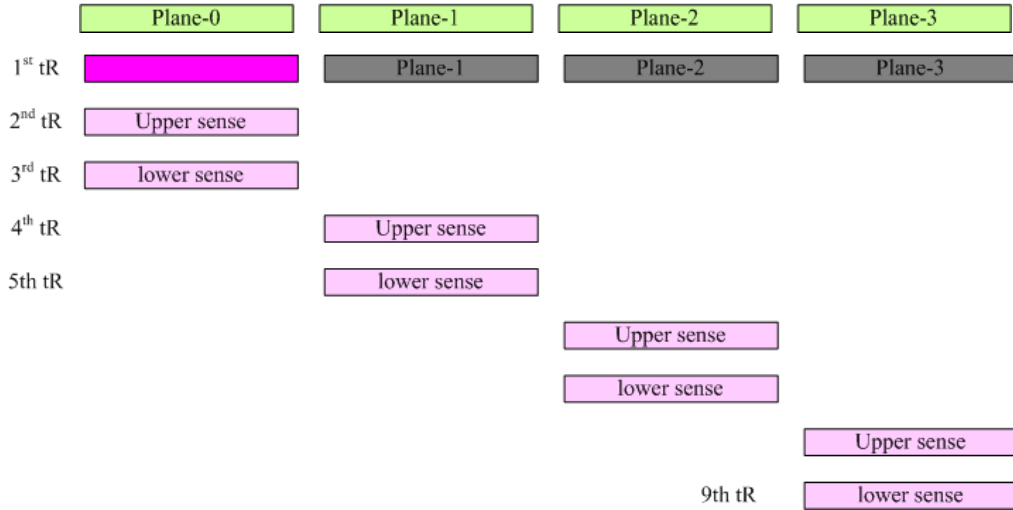 Plane-0 Plane-1 Plane-2 Plane-3
1st tR Plane-1 Plane-2 Plane-3
2nd tR Upper sense
3rd tR lower sense
4th tR Upper sense
5th tR lower sense
Upper sense
lower sense
Upper sense
9th tR lower sense